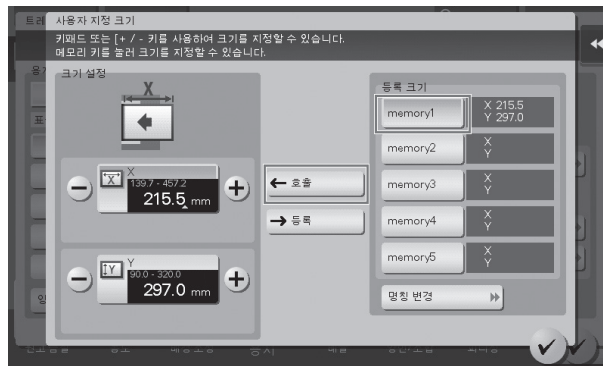 사용자 지정 크기
키패드 또는 [+ / - 키를 사용하여 크기를 지정할 수 있습니다.
메모리 키를 눌러 크기를 지정할 수 있습니다.
크기 설정
X
X
X
139.7 - 457.2
215.5 mm
Y
Y
90.0 - 320.0
297.0 mm
호출
등록
등록 크기
memory1
X 215.5
Y 297.0
memory2
X
Y
memory3
X
Y
memory4
X
Y
memory5
X
Y
명칭 변경